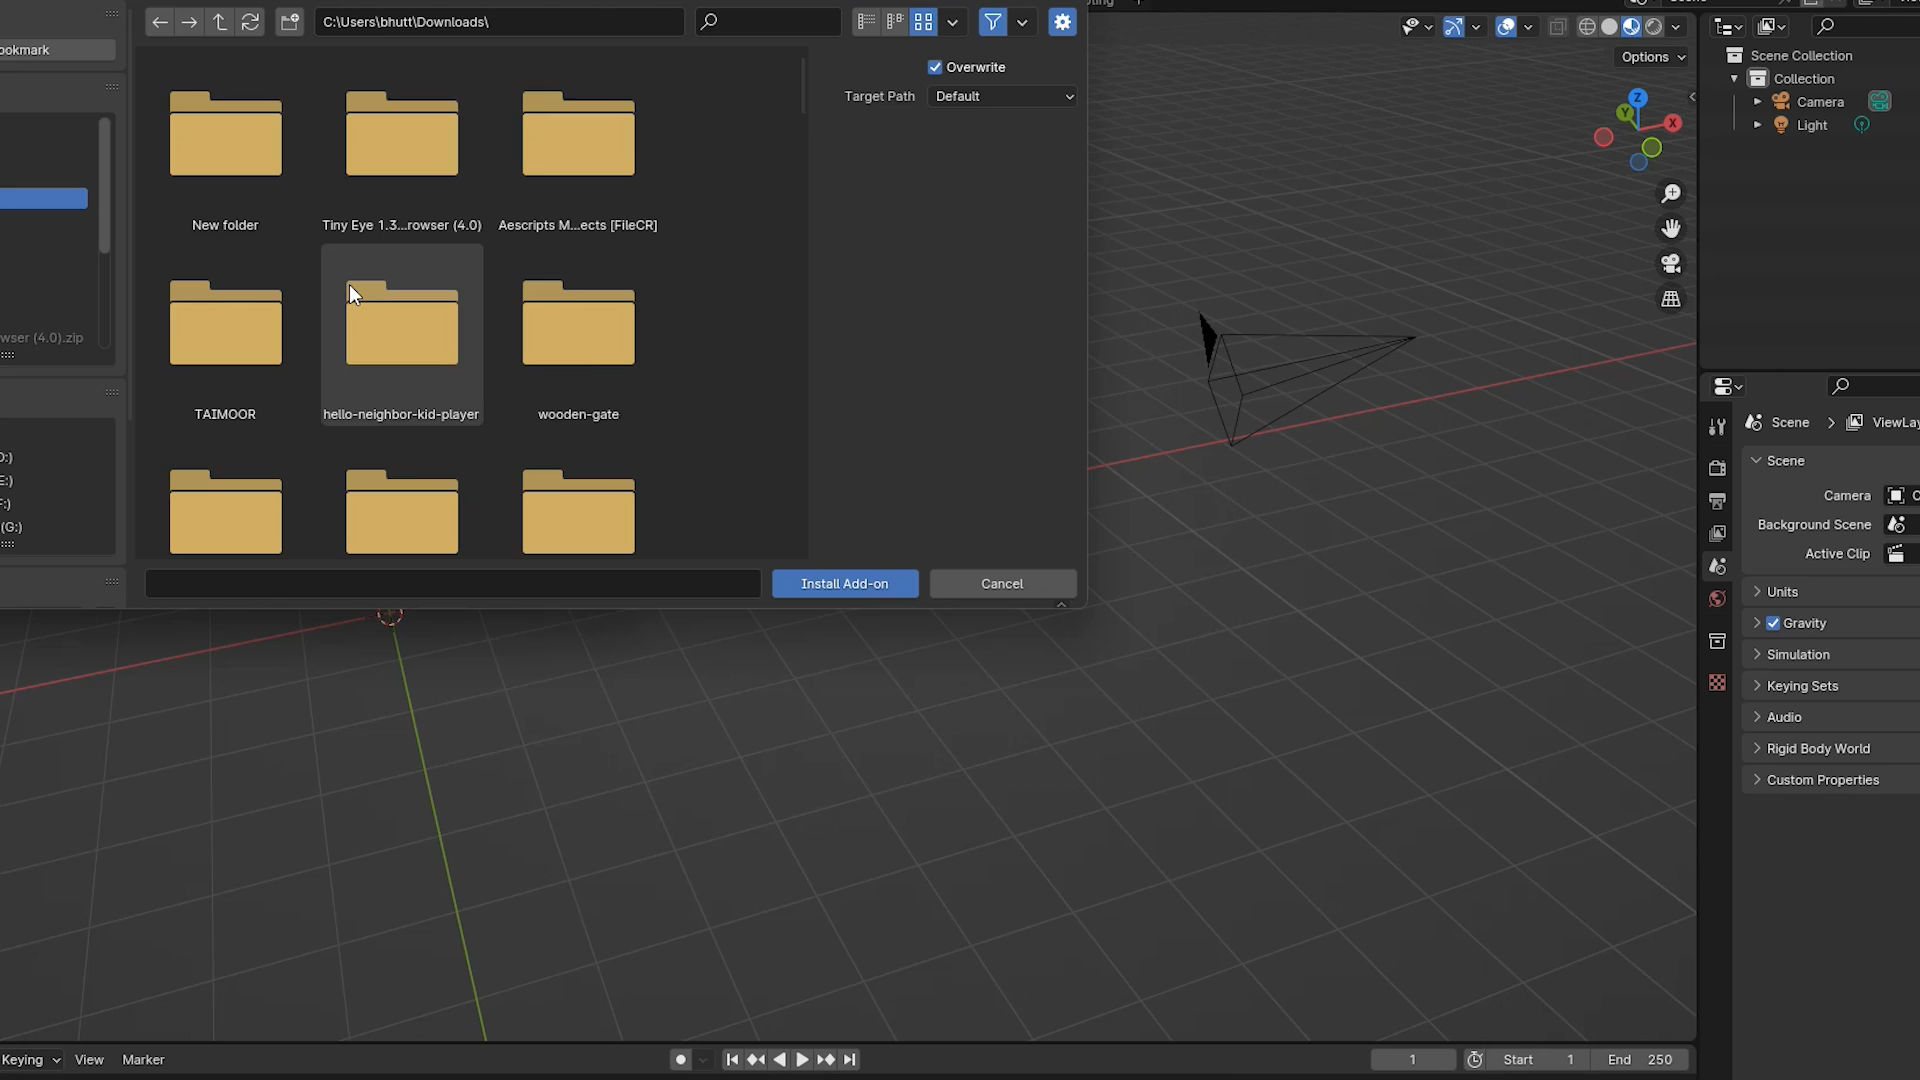 C:\Users\bhutt\Downloads\
ookmark
Overwrite
Target Path
Default
New folder
Tiny Eye 1.3...rowser (4.0)
Aescripts M...ects [FileCR]
TAIMOOR
hello-neighbor-kid-player
wooden-gate
wser (4.0).zip
D:)
E:)
F:)
(G:)
Install Add-on
Cancel
Options
Z
Y
X
Scene Collection
Collection
Camera
Light
Scene
ViewLay
Scene
Camera
Background Scene
Active Clip
Units
Gravity
Simulation
Keying Sets
Audio
Rigid Body World
Custom Properties
Keying
View
Marker
1
Start
1
End
250